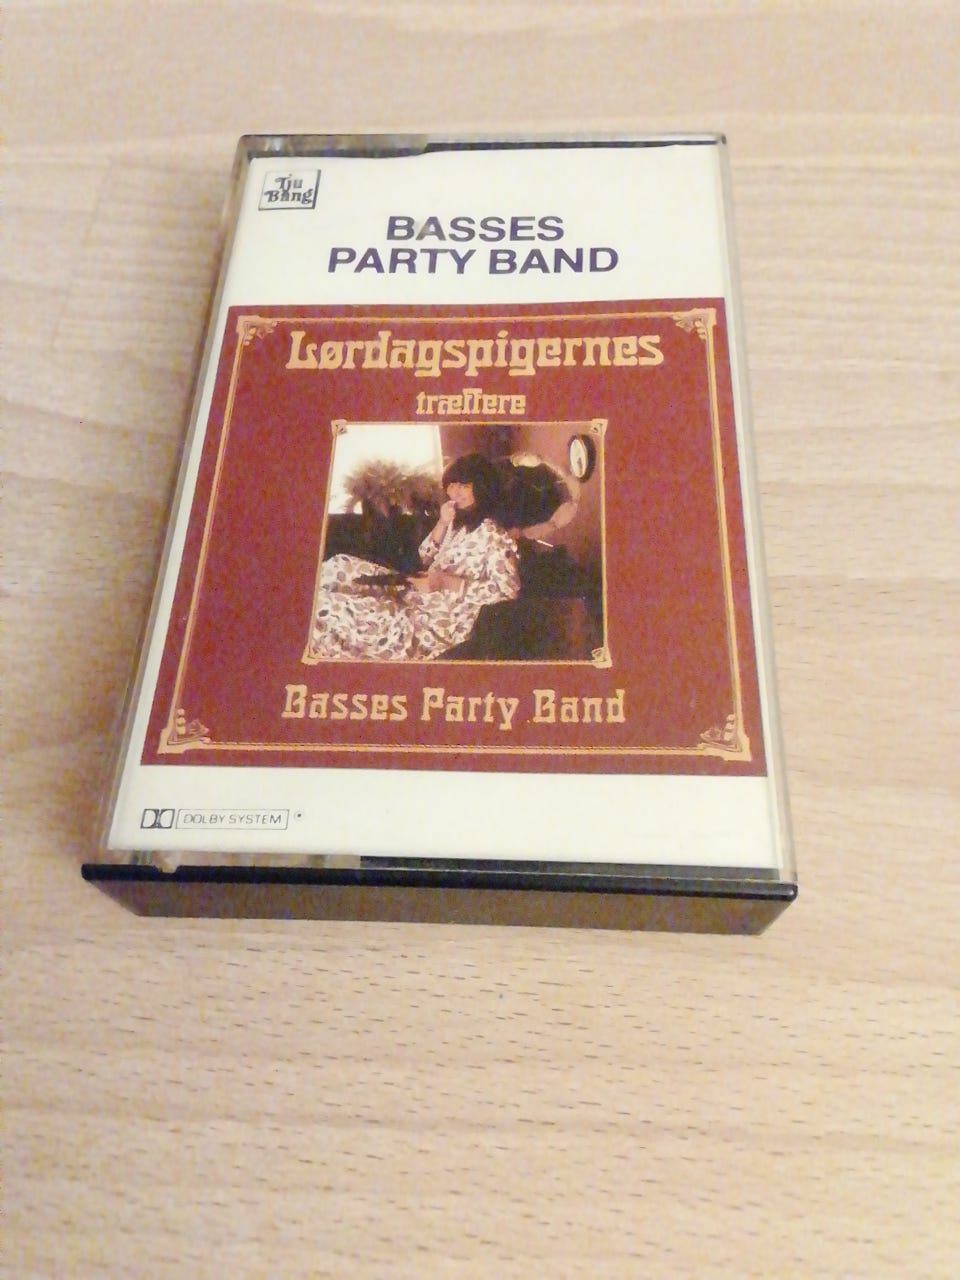 Tju
Bang
BASSES
PARTY BAND
Lørdagspigernes
træffere
Basses Party Band
DOLBY SYSTEM